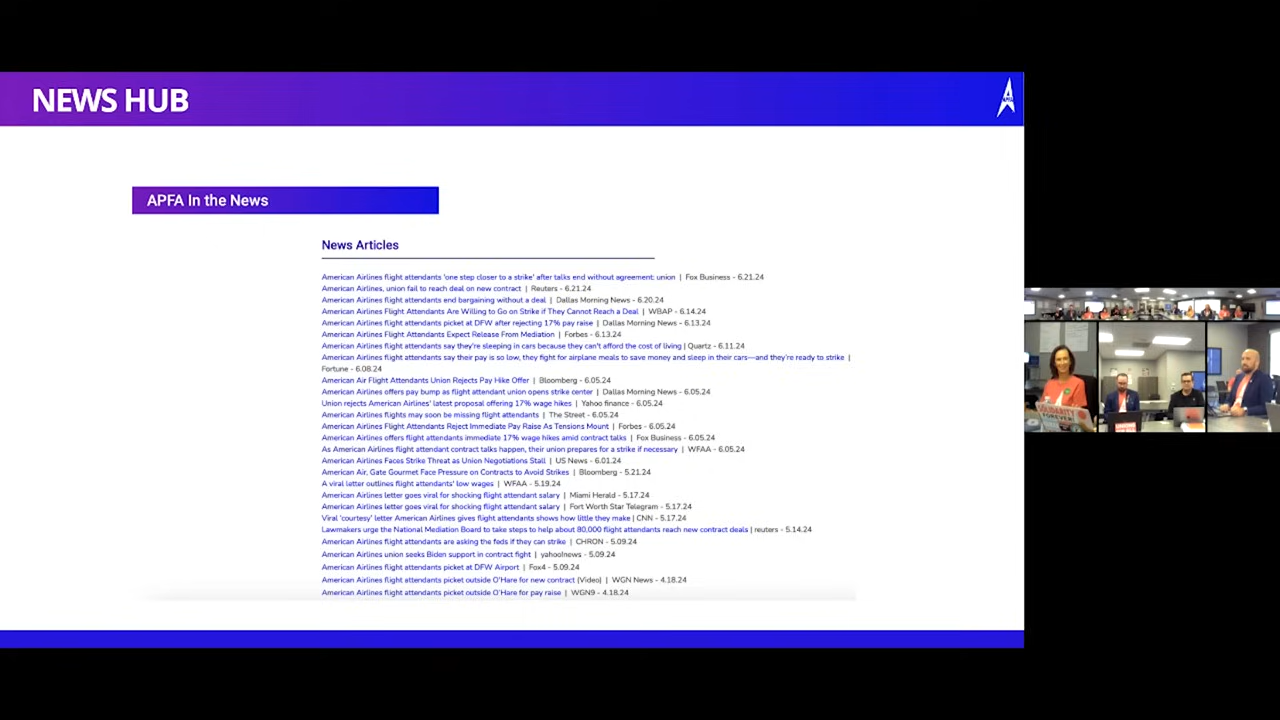 NEWS HUB
APFA
APFA In the News
News Articles
American Airlines flight attendants 'one step closer to a strike' after talks end without agreement: union | Fox Business - 6.21.24
American Airlines, union fail to reach deal on new contract | Reuters - 6.21.24
American Airlines flight attendants end bargaining without a deal | Dallas Morning News - 6.20.24
American Airlines Flight Attendants Are Willing to Go on Strike if They Cannot Reach a Deal | WBAP - 6.14.24
American Airlines flight attendants picket at DFW after rejecting 17% pay raise | Dallas Morning News - 6.13.24
American Airlines Flight Attendants Expect Release From Mediation | Forbes - 6.13.24
American Airlines flight attendants say they're sleeping in cars because they can't afford the cost of living | Quartz - 6.11.24
American Airlines flight attendants say their pay is so low, they fight for airplane meals to save money and sleep in their cars—and they're ready to strike |
Fortune - 6.08.24
American Air Flight Attendants Union Rejects Pay Hike Offer | Bloomberg - 6.05.24
American Airlines offers pay bump as flight attendant union opens strike center | Dallas Morning News - 6.05.24
Union rejects American Airlines' latest proposal offering 17% wage hikes | Yahoo finance - 6.05.24
American Airlines flights may soon be missing flight attendants | The Street - 6.05.24
American Airlines Flight Attendants Reject Immediate Pay Raise As Tensions Mount | Forbes - 6.05.24
American Airlines offers flight attendants immediate 17% wage hikes amid contract talks | Fox Business - 6.05.24
As American Airlines flight attendant contract talks happen, their union prepares for a strike if necessary | WFAA - 6.05.24
American Airlines Faces Strike Threat as Union Negotiations Stall | US News - 6.01.24
American Air, Gate Gourmet Face Pressure on Contracts to Avoid Strikes | Bloomberg - 5.21.24
A viral letter outlines flight attendants' low wages | WFAA - 5.19.24
American Airlines letter goes viral for shocking flight attendant salary | Miami Herald - 5.17.24
American Airlines letter goes viral for shocking flight attendant salary | Fort Worth Star Telegram - 5.17.24
Viral 'courtesy' letter American Airlines gives flight attendants shows how little they make | CNN - 5.17.24
Lawmakers urge the National Mediation Board to take steps to help about 80,000 flight attendants reach new contract deals | reuters - 5.14.24
American Airlines flight attendants are asking the feds if they can strike | CHRON - 5.09.24
American Airlines union seeks Biden support in contract fight | yahoo!news - 5.09.24
American Airlines flight attendants picket at DFW Airport | Fox4 - 5.09.24
American Airlines flight attendants picket outside O'Hare for new contract (Video) | WGN News - 4.18.24
American Airlines flight attendants picket outside O'Hare for pay raise | WGN9 - 4.18.24
SOLIDARITY
FOREVER